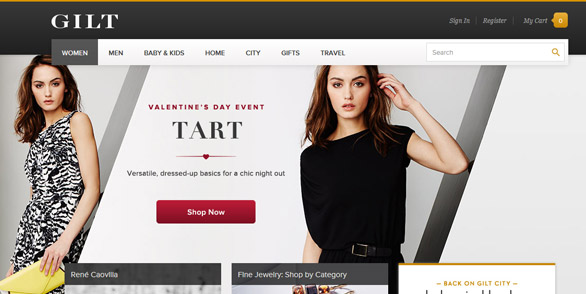 GILT
Sign In Register My Cart 0
WOMEN MEN BABY & KIDS HOME CITY GIFTS TRAVEL Search
VALENTINE'S DAY EVENT
TART
Versatile, dressed-up basics for a chic night out
Shop Now
René Caovilla
Fine Jewelry: Shop by Category
— BACK ON GILT CITY —